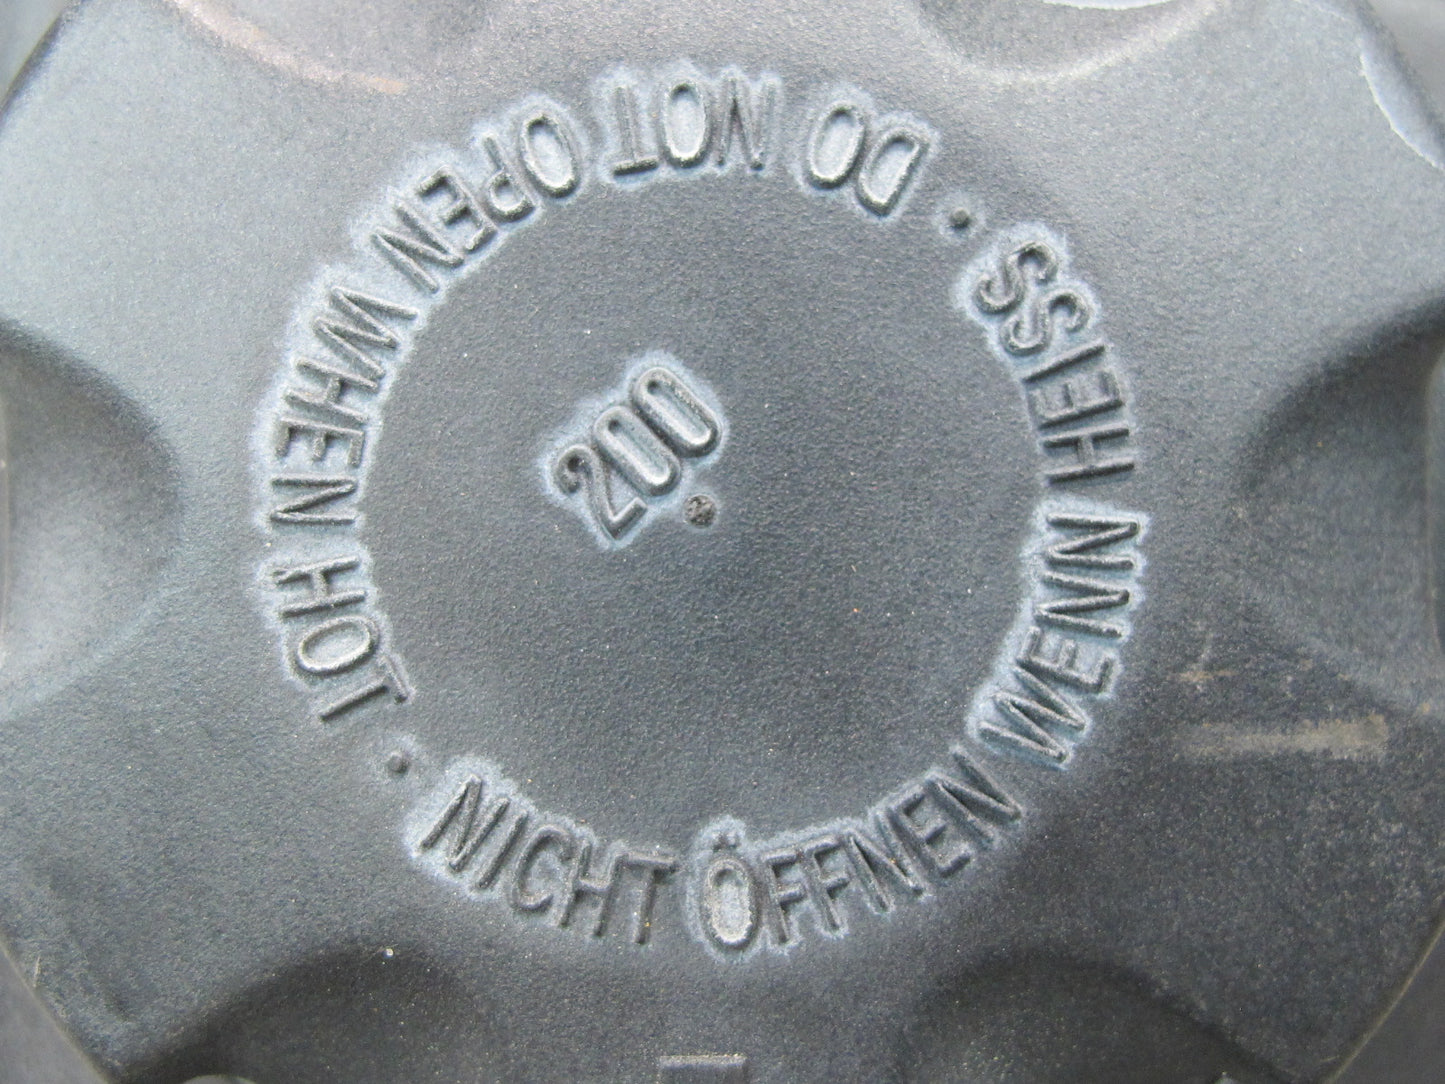 DO NOT OPEN WHEN HOT ·
NICHT ÖFFNEN WENN HEISS ·
200